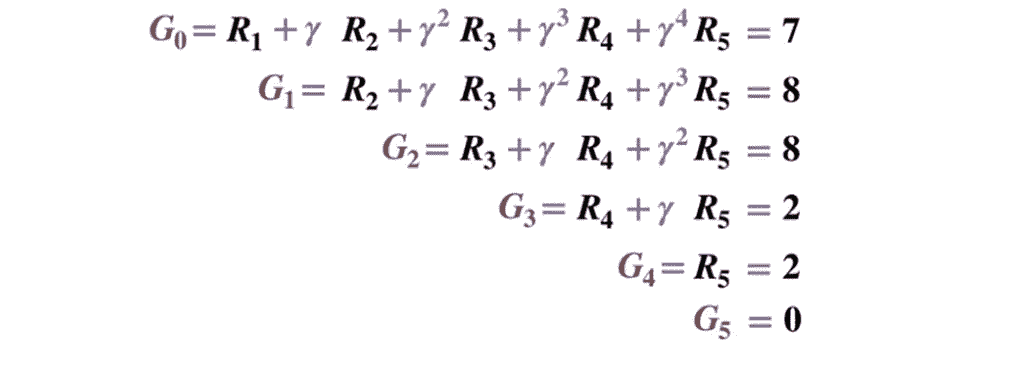 G₀ = R₁ + γ R₂ + γ² R₃ + γ³ R₄ + γ⁴ R₅ = 7
G₁ = R₂ + γ R₃ + γ² R₄ + γ³ R₅ = 8
G₂ = R₃ + γ R₄ + γ² R₅ = 8
G₃ = R₄ + γ R₅ = 2
G₄ = R₅ = 2
G₅ = 0